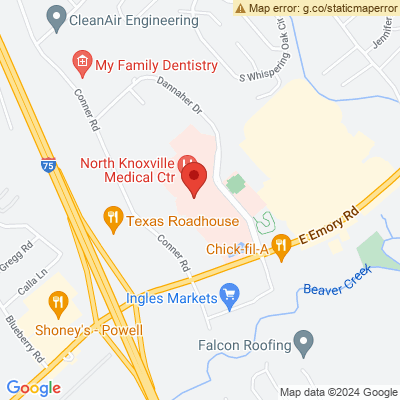 Map error: g.co/staticmaperror
CleanAir Engineering
Jennifer
S Whispering Oak Cir
My Family Dentistry
Dannaher Dr
Conner Rd
75
North Knoxville
Medical Ctr
H
Texas Roadhouse
E Emory Rd
Chick-fil-A
Conner Rd
Gregg Rd
Calla Ln
Beaver Creek
Ingles Markets
Shoney's - Powell
Blueberry Rd
Falcon Roofing
Google
Map data ©2024 Google